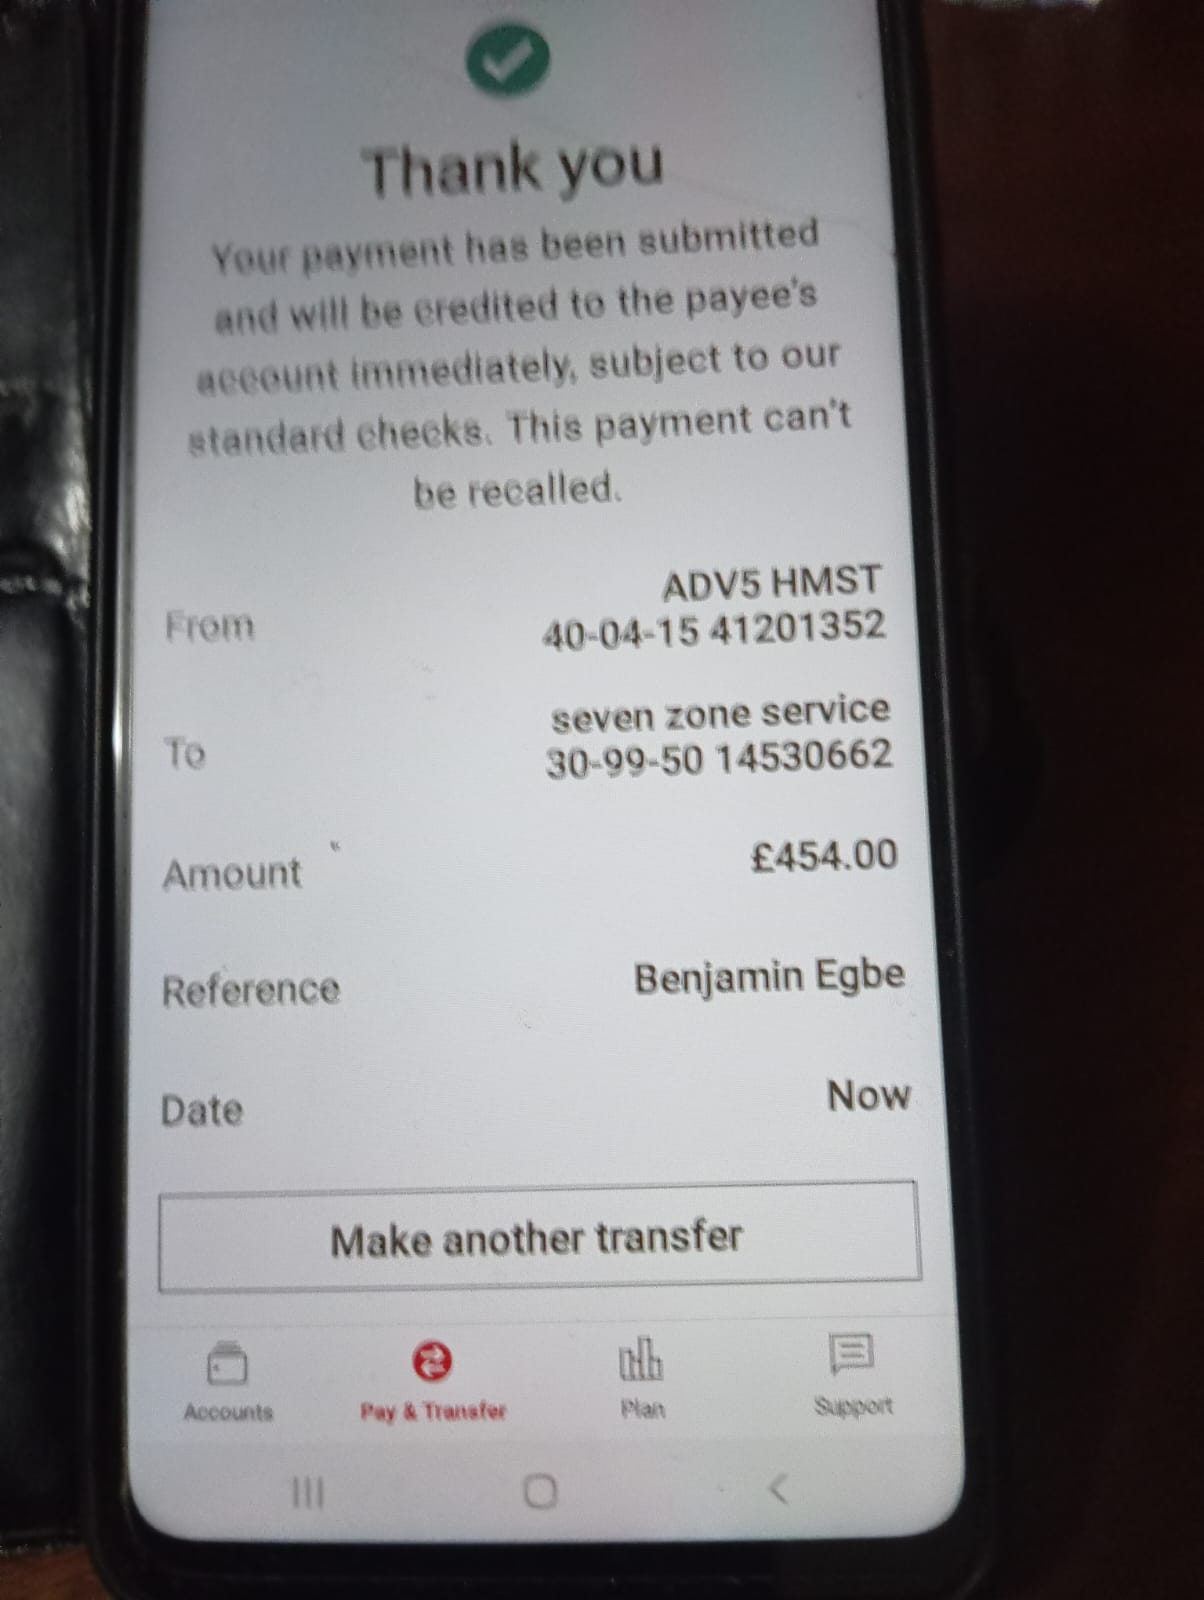 Thank you
Your payment has been submitted
and will be credited to the payee's
account immediately, subject to our
standard checks. This payment can't
be recalled.
From
ADV5 HMST
40-04-15 41201352
To
seven zone service
30-99-50 14530662
Amount
£454.00
Reference
Benjamin Egbe
Date
Now
Make another transfer
Accounts
Pay & Transfer
Plan
Support